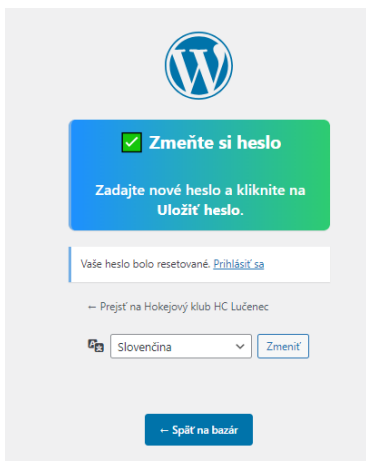 ✅ Zmeňte si heslo
Zadajte nové heslo a kliknite na
Uložiť heslo.
Vaše heslo bolo resetované. Prihlásiť sa
← Prejsť na Hokejový klub HC Lučenec
Slovenčina
Zmeniť
← Späť na bazár